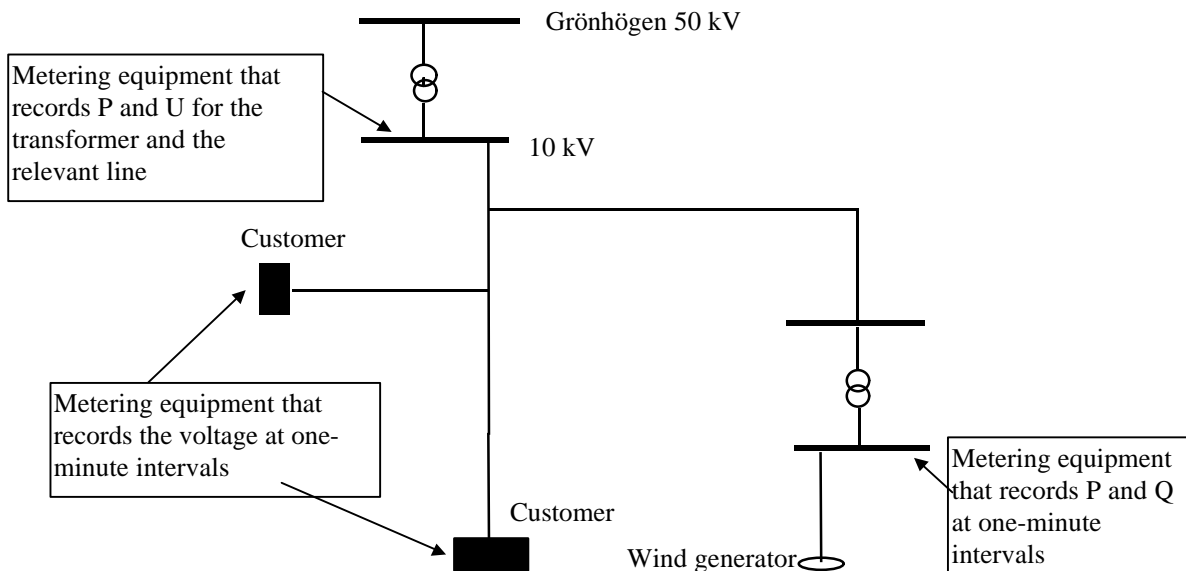 Grönhögen 50 kV
Metering equipment that
records P and U for the
transformer and the
relevant line
10 kV
Customer
Metering equipment that
records the voltage at one-
minute intervals
Customer
Wind generator
Metering equipment
that records P and Q
at one-minute
intervals